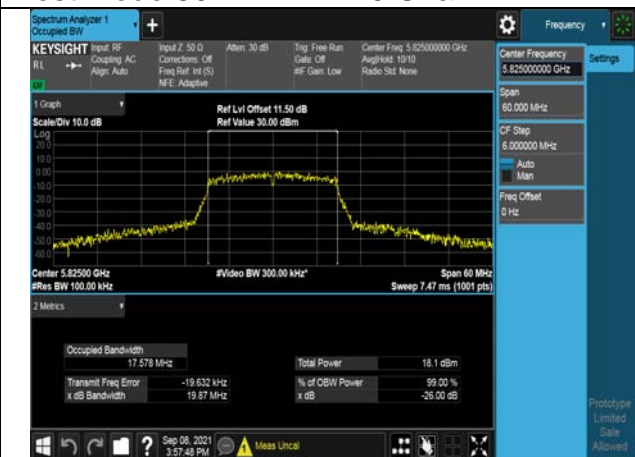 Spectrum Analyzer 1
Occupied BW
+
Frequency
KEYSIGHT
RL
Input RF
Coupling: AC
Align: Auto
Input Z: 50 Ω
Corrections: Off
Freq Ref: Int (S)
NFE: Adaptive
Atten: 30 dB
Trig: Free Run
Gate: Off
#IF Gain: Low
Center Freq: 5.825000000 GHz
Avg|Hold: 10/10
Radio Std: None
Center Frequency
5.825000000 GHz
Settings
Span
60.000 MHz
CF Step
6.000000 MHz
Auto
Man
Freq Offset
0 Hz
1 Graph
Scale/Div 10.0 dB
Ref Lvl Offset 11.50 dB
Ref Value 30.00 dBm
Log
20.0
10.0
0.00
-10.0
-20.0
-30.0
-40.0
-50.0
-60.0
Center 5.82500 GHz
#Res BW 100.00 kHz
#Video BW 300.00 kHz*
Span 60 MHz
Sweep 7.47 ms (1001 pts)
2 Metrics
Occupied Bandwidth
17.578 MHz
Total Power 18.1 dBm
Transmit Freq Error -19.632 kHz
% of OBW Power 99.00 %
x dB Bandwidth 19.87 MHz
x dB -26.00 dB
Prototype
Limited
Sale
Allowed
?
Sep 08, 2021
3:57:48 PM
Meas Uncal